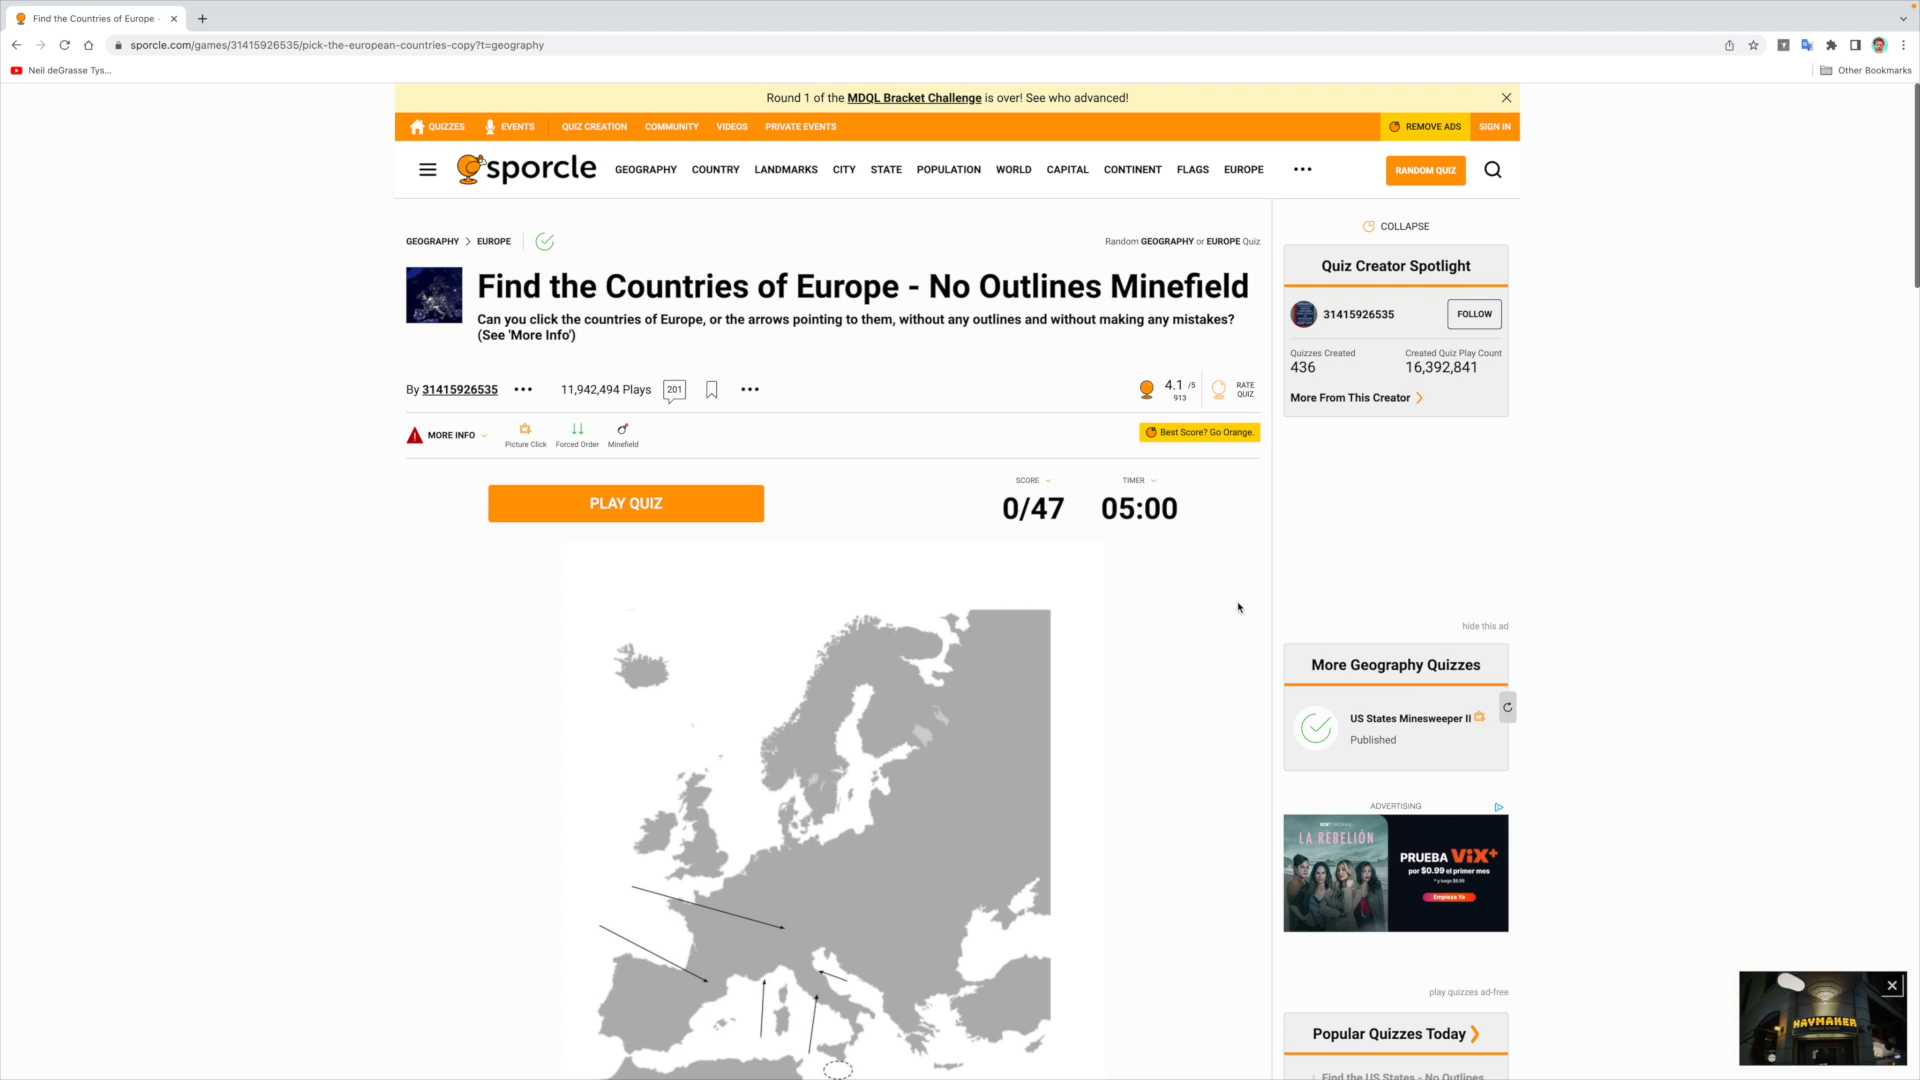 Find the Countries of Europe -
sporcle.com/games/31415926535/pick-the-european-countries-copy?t=geography
Neil deGrasse Tys...
Other Bookmarks
Round 1 of the MDQL Bracket Challenge is over! See who advanced!
QUIZZES EVENTS QUIZ CREATION COMMUNITY VIDEOS PRIVATE EVENTS REMOVE ADS SIGN IN
sporcle GEOGRAPHY COUNTRY LANDMARKS CITY STATE POPULATION WORLD CAPITAL CONTINENT FLAGS EUROPE RANDOM QUIZ
GEOGRAPHY > EUROPE
Random GEOGRAPHY or EUROPE Quiz
Find the Countries of Europe - No Outlines Minefield
Can you click the countries of Europe, or the arrows pointing to them, without any outlines and without making any mistakes?
(See 'More Info')
By 31415926535 ••• 11,942,494 Plays 201 •••
4.1 /5
913
RATE
QUIZ
MORE INFO
Picture Click Forced Order Minefield
Best Score? Go Orange.
PLAY QUIZ
SCORE TIMER
0/47 05:00
COLLAPSE
Quiz Creator Spotlight
31415926535 FOLLOW
Quizzes Created Created Quiz Play Count
436 16,392,841
More From This Creator
hide this ad
More Geography Quizzes
US States Minesweeper II
Published
ADVERTISING
LA REBELIÓN
PRUEBA ViX+
por $0.99 el primer mes
Empieza Ya
play quizzes ad-free
Popular Quizzes Today
Find the US States - No Outlines
HAYMAKER